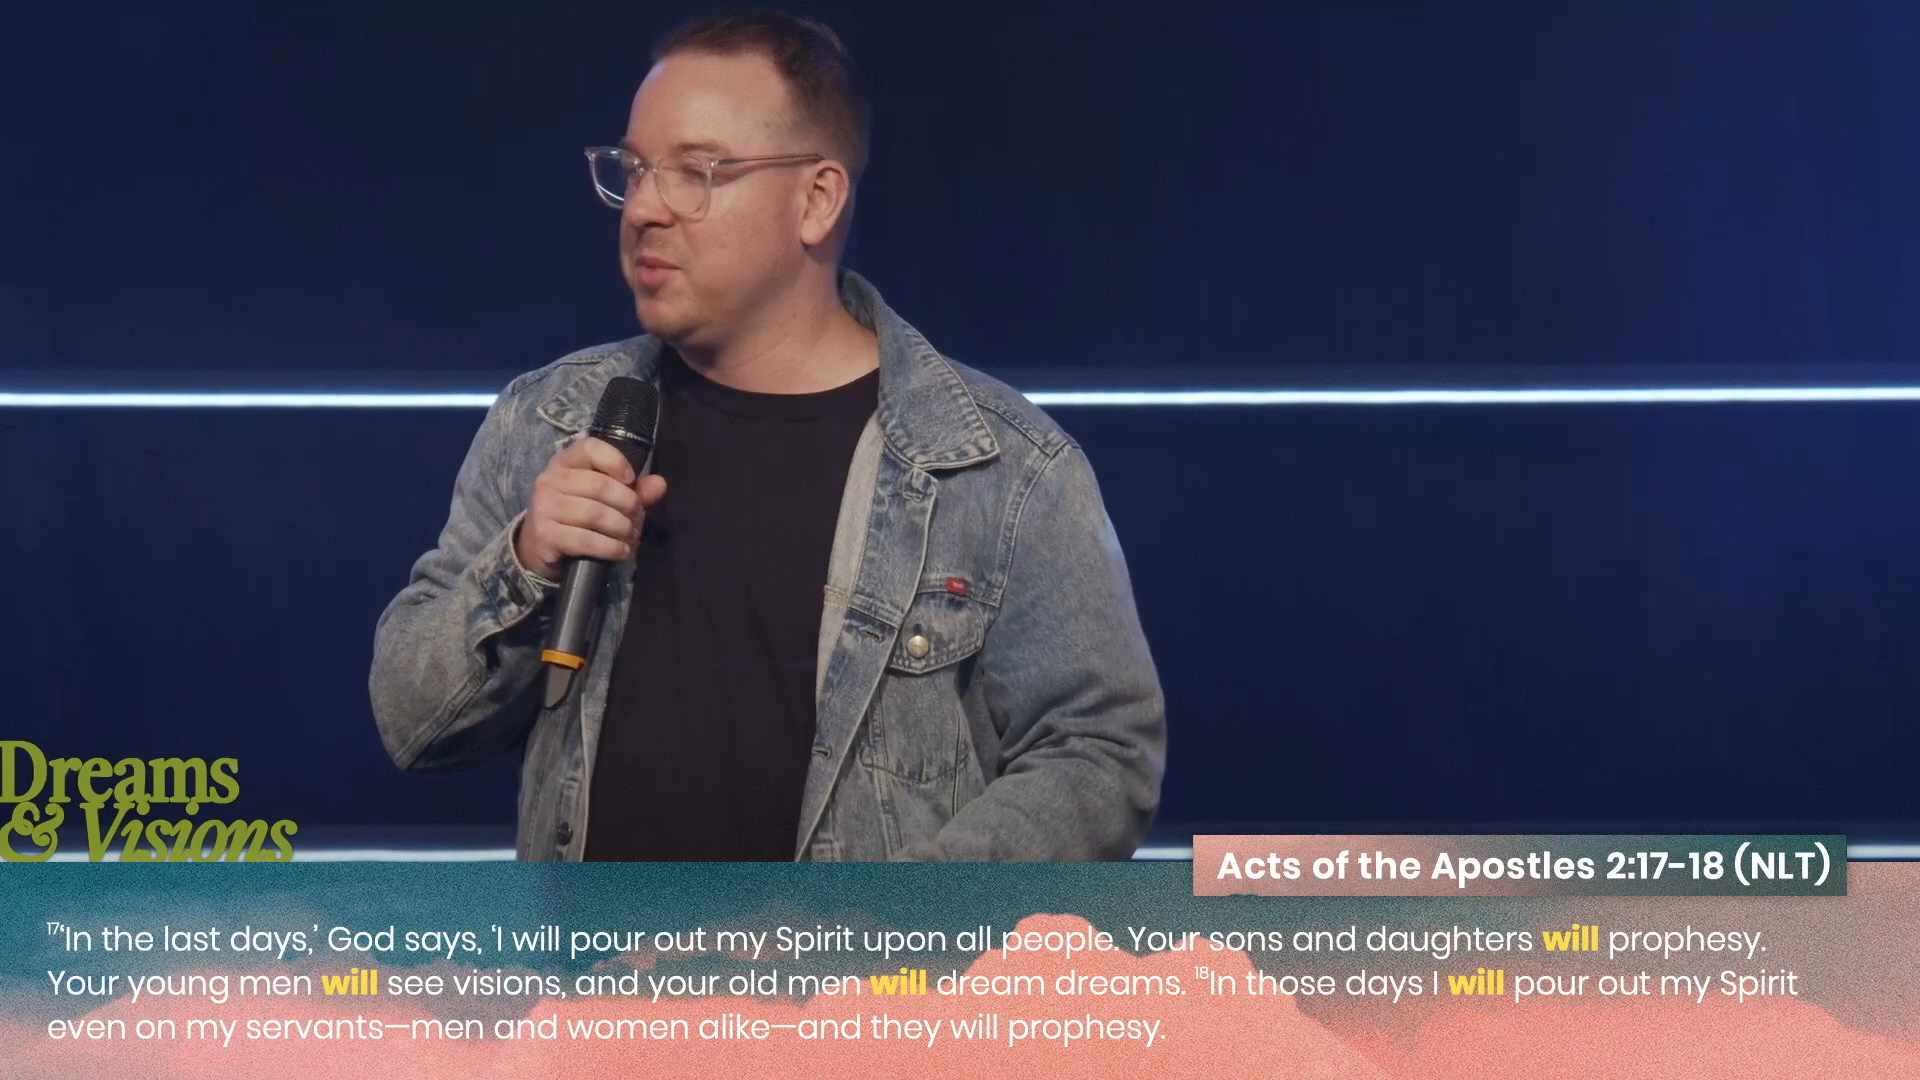 Dreams
& Visions
Acts of the Apostles 2:17-18 (NLT)
17‘In the last days,’ God says, ‘I will pour out my Spirit upon all people. Your sons and daughters will prophesy.
Your young men will see visions, and your old men will dream dreams. 18In those days I will pour out my Spirit
even on my servants—men and women alike—and they will prophesy.